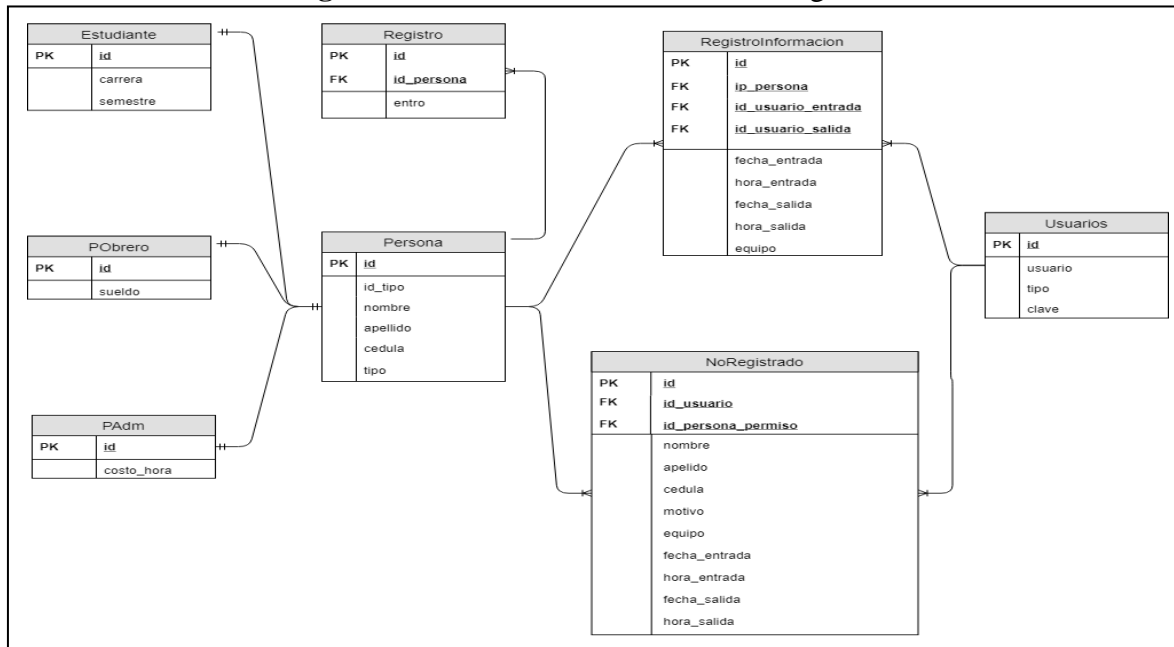 Estudiante
PK id
carrera
semestre
Registro
PK id
FK id_persona
entro
RegistroInformacion
PK id
FK ip_persona
FK id_usuario_entrada
FK id_usuario_salida
fecha_entrada
hora_entrada
fecha_salida
hora_salida
equipo
PObrero
PK id
sueldo
Persona
PK id
id_tipo
nombre
apellido
cedula
tipo
Usuarios
PK id
usuario
tipo
clave
NoRegistrado
PK id
FK id_usuario
FK id_persona_permiso
nombre
apelido
cedula
motivo
equipo
fecha_entrada
hora_entrada
fecha_salida
hora_salida
PAdm
PK id
costo_hora